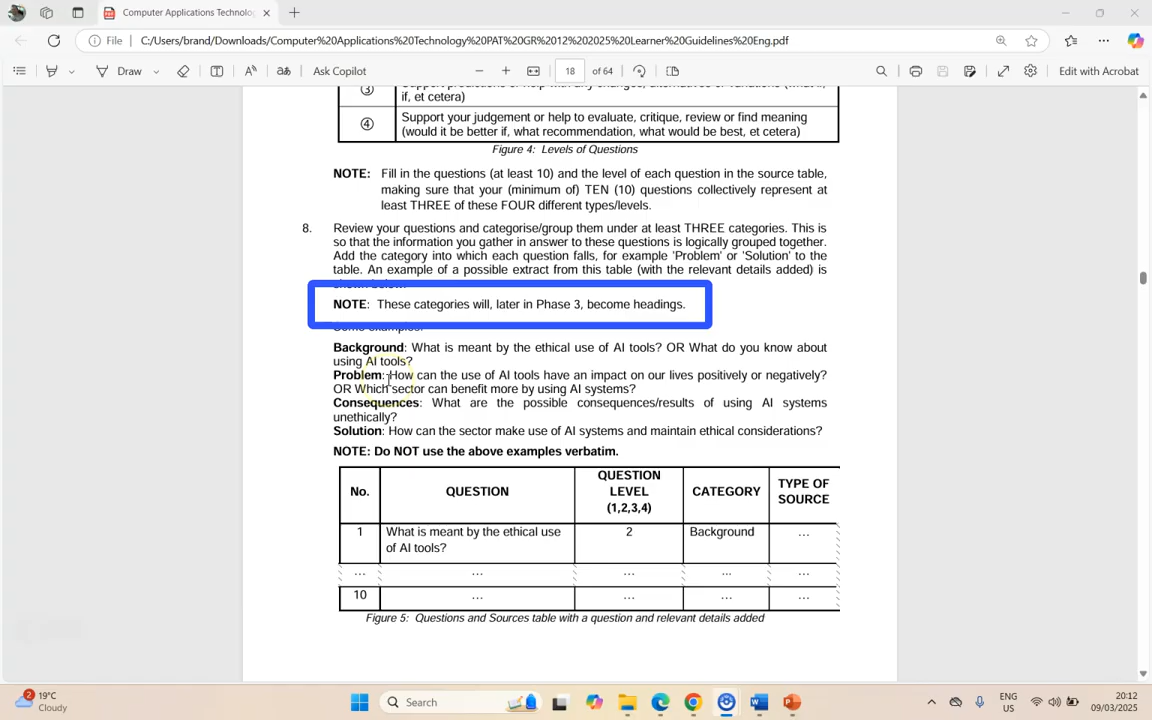 Computer Applications Technolo
File
C:/Users/brand/Downloads/Computer%20Applications%20Technology%20PAT%20GR%2012%202025%20Learner%20Guidelines%20Eng.pdf
Draw
Ask Copilot
18
of 64
Edit with Acrobat
③
if, et cetera)
④
Support your judgement or help to evaluate, critique, review or find meaning
(would it be better if, what recommendation, what would be best, et cetera)
Figure 4: Levels of Questions
NOTE: Fill in the questions (at least 10) and the level of each question in the source table,
making sure that your (minimum of) TEN (10) questions collectively represent at
least THREE of these FOUR different types/levels.
8. Review your questions and categorise/group them under at least THREE categories. This is
so that the information you gather in answer to these questions is logically grouped together.
Add the category into which each question falls, for example 'Problem' or 'Solution' to the
table. An example of a possible extract from this table (with the relevant details added) is
NOTE: These categories will, later in Phase 3, become headings.
Some examples:
Background: What is meant by the ethical use of AI tools? OR What do you know about
using AI tools?
Problem: How can the use of AI tools have an impact on our lives positively or negatively?
OR Which sector can benefit more by using AI systems?
Consequences: What are the possible consequences/results of using AI systems
unethically?
Solution: How can the sector make use of AI systems and maintain ethical considerations?
NOTE: Do NOT use the above examples verbatim.
No. QUESTION QUESTION LEVEL (1,2,3,4) CATEGORY TYPE OF SOURCE
1 What is meant by the ethical use 2 Background …
of AI tools?
… … … … …
10 … … … …
Figure 5: Questions and Sources table with a question and relevant details added
2
19°C
Cloudy
Search
ENG
US
20:12
09/03/2025